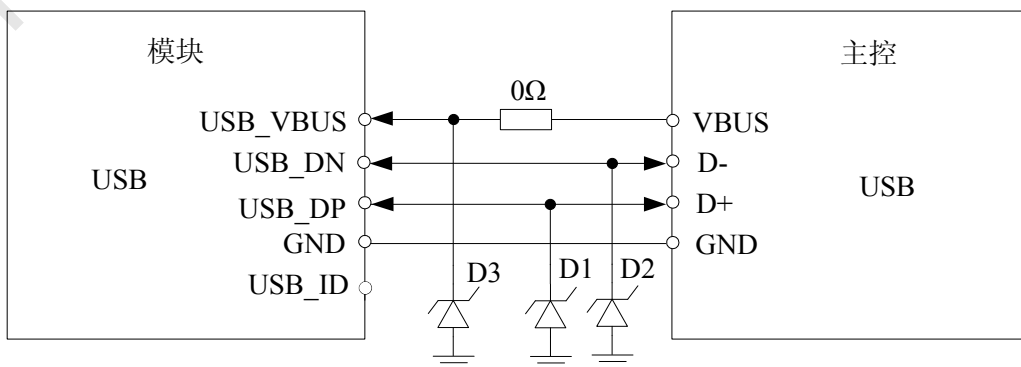 模块
主控
0Ω
USB_VBUS
VBUS
USB_DN
D-
USB
USB
USB_DP
D+
GND
GND
USB_ID
D3
D1
D2